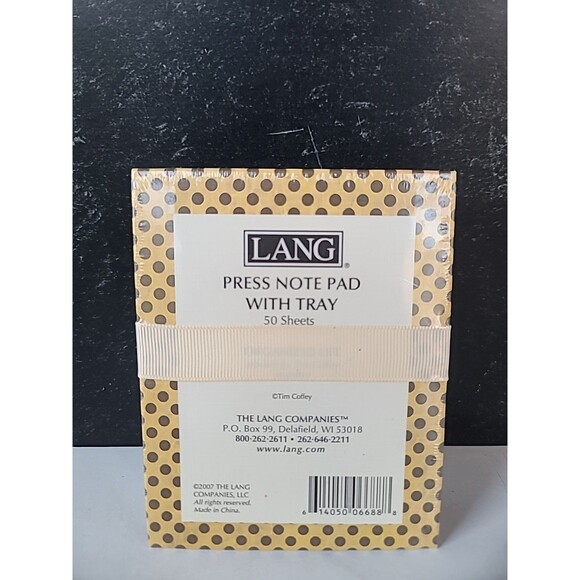 LANG®
PRESS NOTE PAD
WITH TRAY
50 Sheets
©Tim Coffey
THE LANG COMPANIES™
P.O. Box 99, Delafield, WI 53018
800-262-2611 • 262-646-2211
www.lang.com
©2007 THE LANG
COMPANIES, LLC
All rights reserved.
Made in China.
6 14050 06688 8